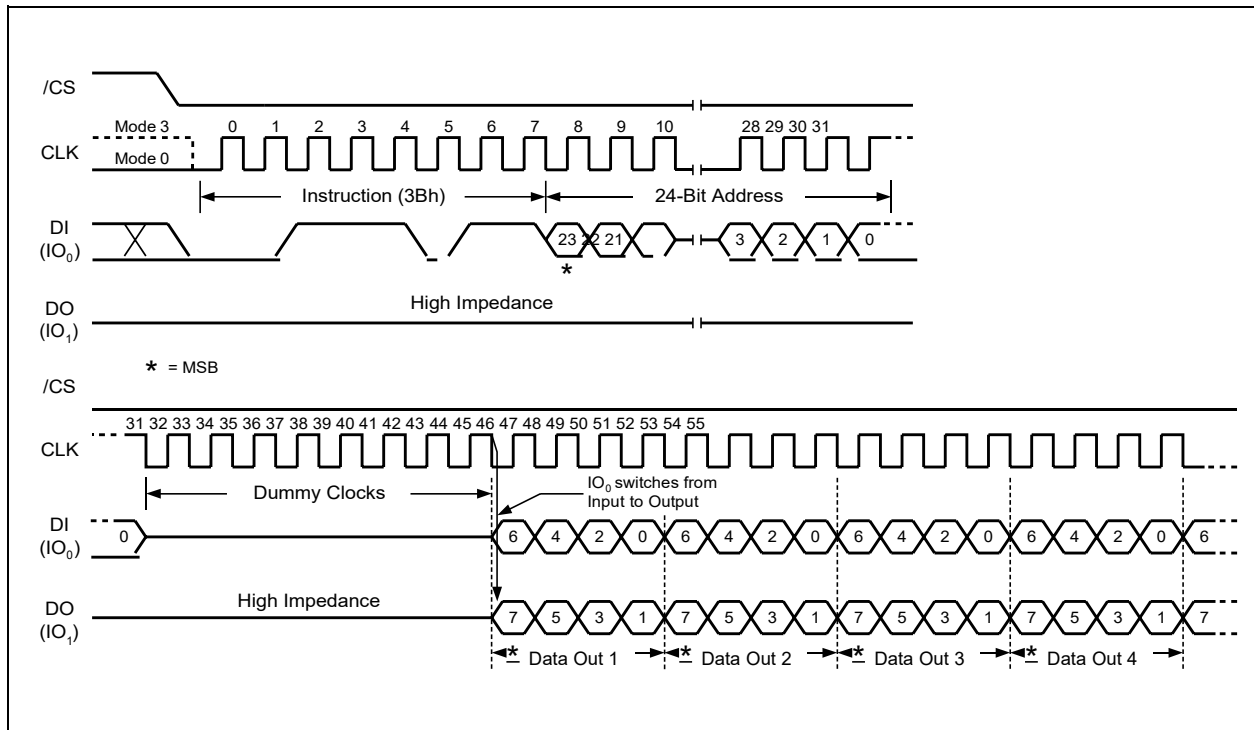 /CS
Mode 3 0 1 2 3 4 5 6 7 8 9 10 28 29 30 31
CLK Mode 0
Instruction (3Bh) 24-Bit Address
DI
(IO0) 23 22 21 3 2 1 0
*
High Impedance
DO
(IO1)
* = MSB
/CS
31 32 33 34 35 36 37 38 39 40 41 42 43 44 45 46 47 48 49 50 51 52 53 54 55
CLK
Dummy Clocks
IO0 switches from
Input to Output
DI
(IO0) 0 6 4 2 0 6 4 2 0 6 4 2 0 6 4 2 0 6
High Impedance
DO
(IO1) 7 5 3 1 7 5 3 1 7 5 3 1 7 5 3 1 7
* Data Out 1 * Data Out 2 * Data Out 3 * Data Out 4